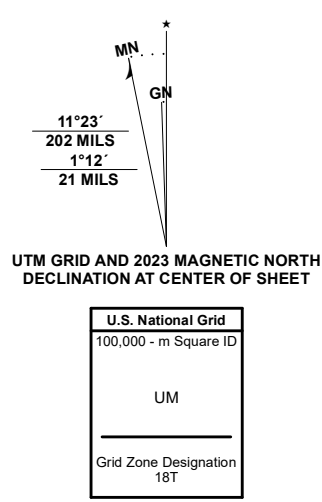 MN
GN
11°23´
202 MILS
1°12´
21 MILS
UTM GRID AND 2023 MAGNETIC NORTH
DECLINATION AT CENTER OF SHEET
U.S. National Grid
100,000 - m Square ID
UM
Grid Zone Designation
18T